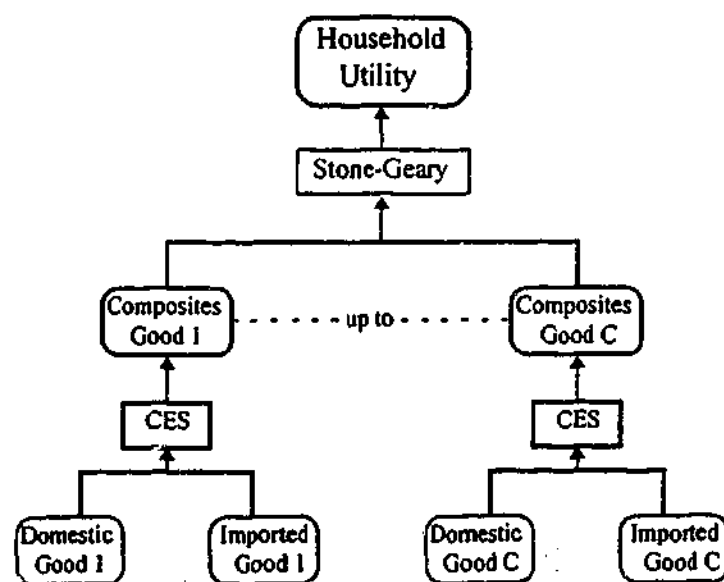 Household
Utility
Stone-Geary
Composites
Good 1
up to
Composites
Good C
CES
CES
Domestic
Good 1
Imported
Good 1
Domestic
Good C
Imported
Good C